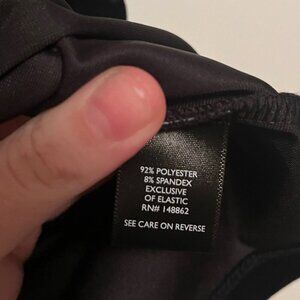 92% POLYESTER
8% SPANDEX
EXCLUSIVE
OF ELASTIC
RN# 148862
SEE CARE ON REVERSE